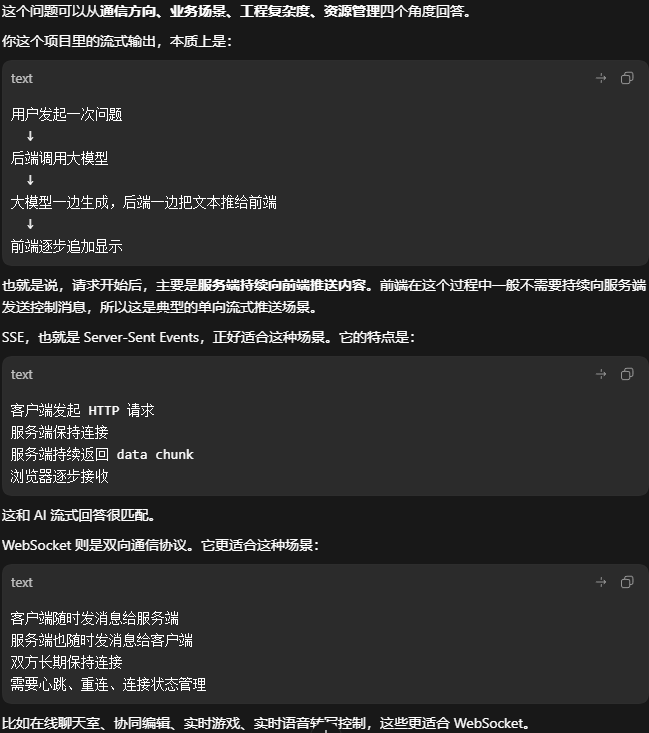 这个问题可以从通信方向、业务场景、工程复杂度、资源管理四个角度回答。
你这个项目里的流式输出，本质上是：
text
用户发起一次问题
↓
后端调用大模型
↓
大模型一边生成，后端一边把文本推给前端
↓
前端逐步追加显示
也就是说，请求开始后，主要是服务端持续向前端推送内容。前端在这个过程中一般不需要持续向服务端
发送控制消息，所以这是典型的单向流式推送场景。
SSE，也就是 Server-Sent Events，正好适合这种场景。它的特点是：
text
客户端发起 HTTP 请求
服务端保持连接
服务端持续返回 data chunk
浏览器逐步接收
这和 AI 流式回答很匹配。
WebSocket 则是双向通信协议。它更适合这种场景：
text
客户端随时发消息给服务端
服务端也随时发消息给客户端
双方长期保持连接
需要心跳、重连、连接状态管理
比如在线聊天室、协同编辑、实时游戏、实时语音转写控制，这些更适合 WebSocket。